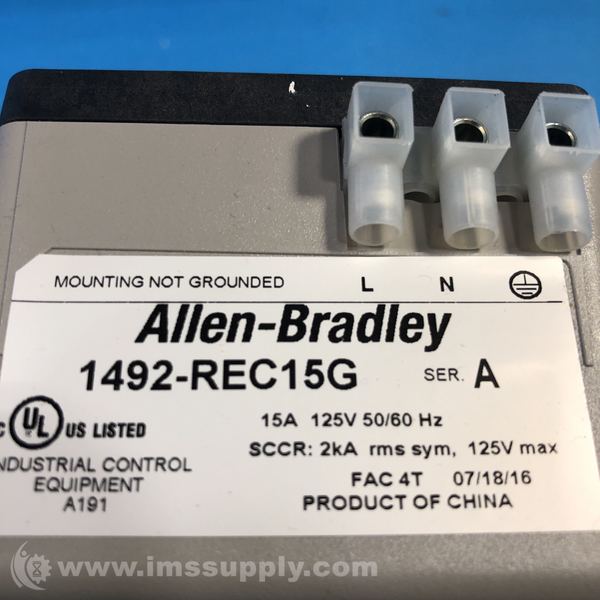 MOUNTING NOT GROUNDED L N
Allen-Bradley
1492-REC15G SER. A
C UL US LISTED
15A 125V 50/60 Hz
INDUSTRIAL CONTROL
EQUIPMENT
A191
SCCR: 2kA rms sym, 125V max
FAC 4T 07/18/16
PRODUCT OF CHINA
www.imssupply.com